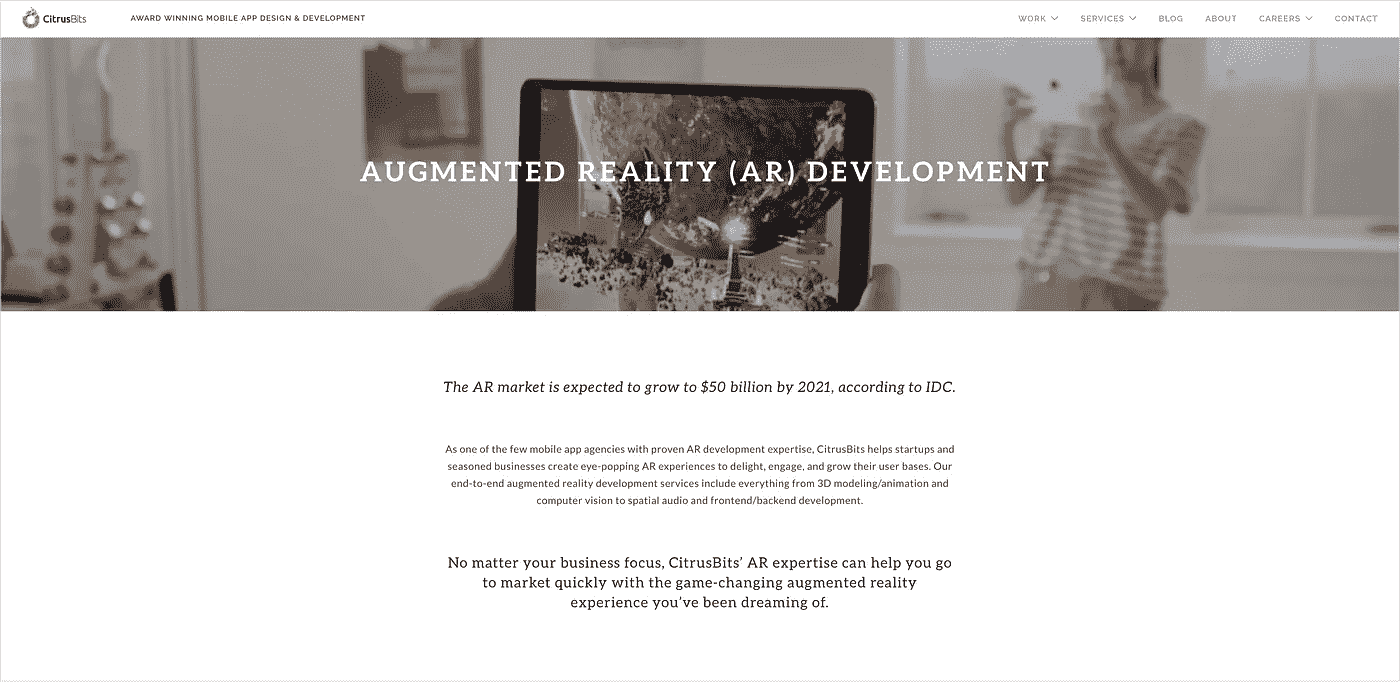 CitrusBits
AWARD WINNING MOBILE APP DESIGN & DEVELOPMENT
WORK
SERVICES
BLOG
ABOUT
CAREERS
CONTACT
AUGMENTED REALITY (AR) DEVELOPMENT
The AR market is expected to grow to $50 billion by 2021, according to IDC.
As one of the few mobile app agencies with proven AR development expertise, CitrusBits helps startups and
seasoned businesses create eye-popping AR experiences to delight, engage, and grow their user bases. Our
end-to-end augmented reality development services include everything from 3D modeling/animation and
computer vision to spatial audio and frontend/backend development.
No matter your business focus, CitrusBits’ AR expertise can help you go
to market quickly with the game-changing augmented reality
experience you’ve been dreaming of.